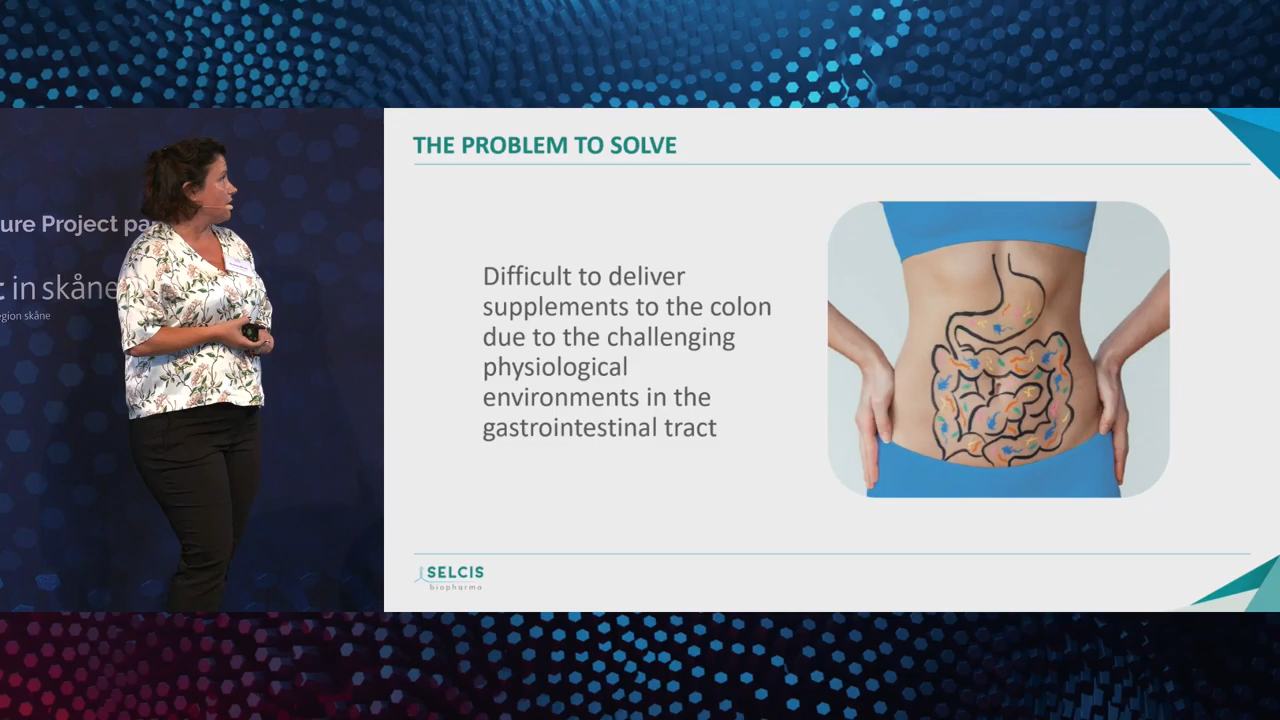 THE PROBLEM TO SOLVE
ure Project pa
in skåne
egion skåne
Difficult to deliver
supplements to the colon
due to the challenging
physiological
environments in the
gastrointestinal tract
SELCIS
biopharma